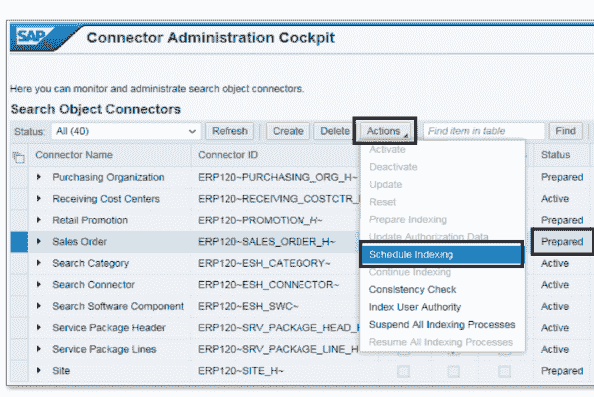 SAP Connector Administration Cockpit
Here you can monitor and administrate search object connectors.
Search Object Connectors
Status: All (40) Refresh Create Delete Actions Find item in table Find
Connector Name Connector ID Status
Activate
Deactivate
Update
Reset
Prepare Indexing
Update Authorization Data
Schedule Indexing
Continue Indexing
Consistency Check
Index User Authority
Suspend All Indexing Processes
Resume All Indexing Processes
Purchasing Organization ERP120~PURCHASING_ORG_H~ Prepared
Receiving Cost Centers ERP120~RECEIVING_COSTCTR_ Active
Retail Promotion ERP120~PROMOTION_H~ Prepared
Sales Order ERP120~SALES_ORDER_H~ Prepared
Search Category ERP120~ESH_CATEGORY~ Active
Search Connector ERP120~ESH_CONNECTOR~ Active
Search Software Component ERP120~ESH_SWC~ Active
Service Package Header ERP120~SRV_PACKAGE_HEAD_H Active
Service Package Lines ERP120~SRV_PACKAGE_LINE_H Active
Site ERP120~SITE_H~ Prepared